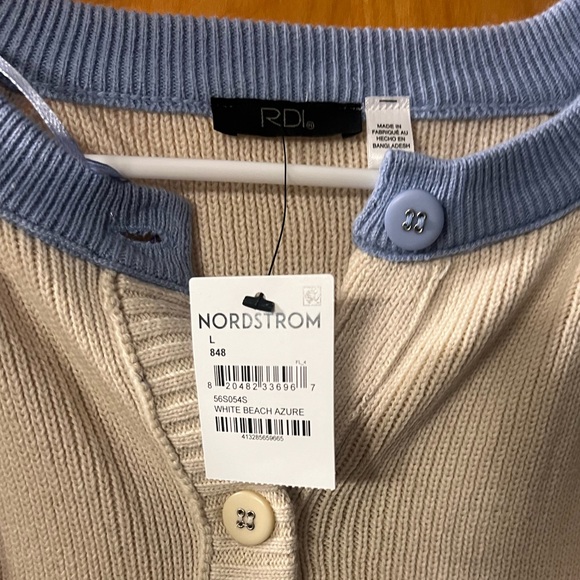 RDI®
MADE IN
FABRIQUÉ AU
HECHO EN
BANGLADESH
NORDSTROM
L
848
8 20482 33696 7
56S054S
WHITE BEACH AZURE
413285659665